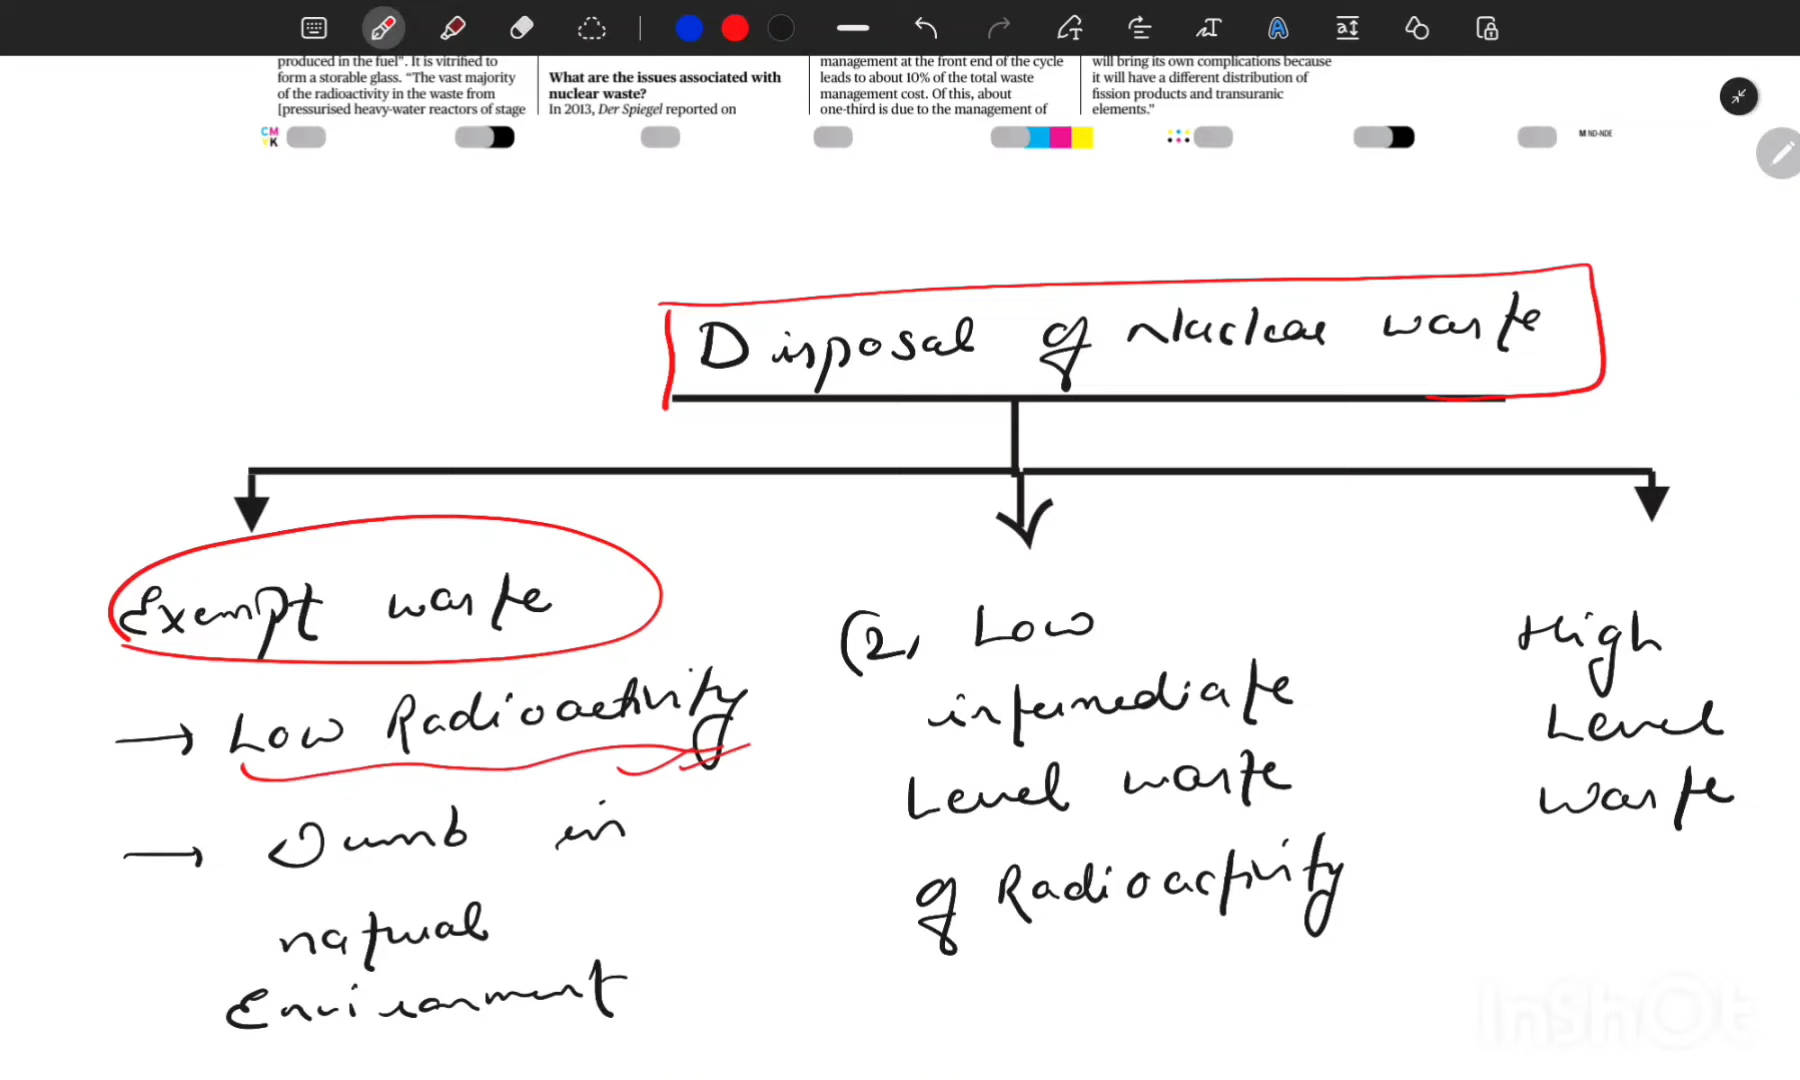 produced in the fuel". It is vitrified to
form a storable glass. "The vast majority
of the radioactivity in the waste from
[pressurised heavy-water reactors of stage
What are the issues associated with
nuclear waste?
In 2013, Der Spiegel reported on
management at the front end of the cycle
leads to about 10% of the total waste
management cost. Of this, about
one-third is due to the management of
will bring its own complications because
it will have a different distribution of
fission products and transuranic
elements."
CM
YK
M ND-NDE
Disposal of Nuclear waste
Exempt waste
→ Low Radioactivity
→ Dumb in
natural
Environment
(2, Low
intermediate
Level waste
of Radioactivity
High
Level
Waste
InShOt